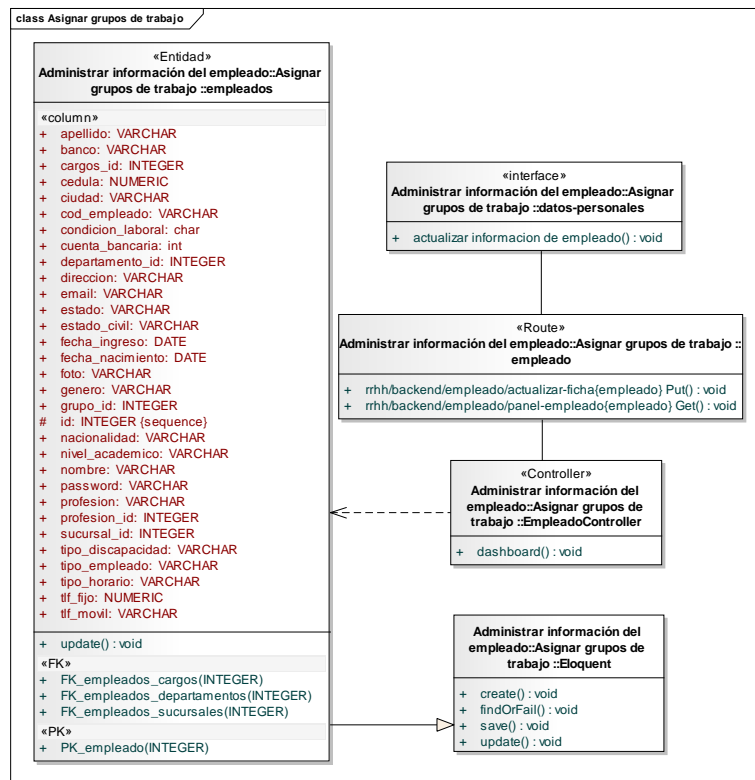 class Asignar grupos de trabajo
«Entidad»
Administrar información del empleado::Asignar
grupos de trabajo ::empleados
«column»
+ apellido: VARCHAR
+ banco: VARCHAR
+ cargos_id: INTEGER
+ cedula: NUMERIC
+ ciudad: VARCHAR
+ cod_empleado: VARCHAR
+ condicion_laboral: char
+ cuenta_bancaria: int
+ departamento_id: INTEGER
+ direccion: VARCHAR
+ email: VARCHAR
+ estado: VARCHAR
+ estado_civil: VARCHAR
+ fecha_ingreso: DATE
+ fecha_nacimiento: DATE
+ foto: VARCHAR
+ genero: VARCHAR
+ grupo_id: INTEGER
# id: INTEGER {sequence}
+ nacionalidad: VARCHAR
+ nivel_academico: VARCHAR
+ nombre: VARCHAR
+ password: VARCHAR
+ profesion: VARCHAR
+ profesion_id: INTEGER
+ sucursal_id: INTEGER
+ tipo_discapacidad: VARCHAR
+ tipo_empleado: VARCHAR
+ tipo_horario: VARCHAR
+ tlf_fijo: NUMERIC
+ tlf_movil: VARCHAR
+ update() : void
«FK»
+ FK_empleados_cargos(INTEGER)
+ FK_empleados_departamentos(INTEGER)
+ FK_empleados_sucursales(INTEGER)
«PK»
+ PK_empleado(INTEGER)
«interface»
Administrar información del empleado::Asignar
grupos de trabajo ::datos-personales
+ actualizar informacion de empleado() : void
«Route»
Administrar información del empleado::Asignar grupos de trabajo ::
empleado
+ rrhh/backend/empleado/actualizar-ficha{empleado} Put() : void
+ rrhh/backend/empleado/panel-empleado{empleado} Get() : void
«Controller»
Administrar información del
empleado::Asignar grupos de
trabajo ::EmpleadoController
+ dashboard() : void
Administrar información del
empleado::Asignar grupos de
trabajo ::Eloquent
+ create() : void
+ findOrFail() : void
+ save() : void
+ update() : void